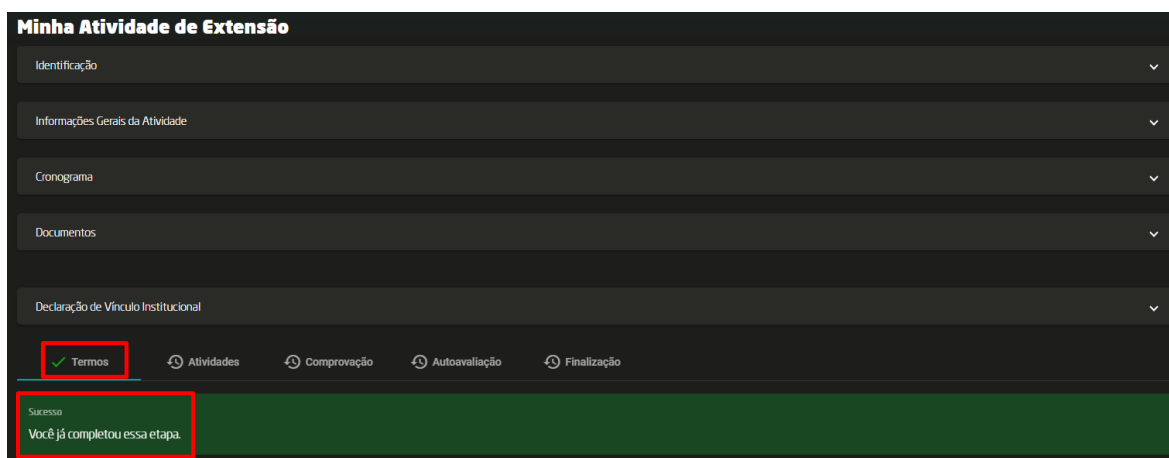 Minha Atividade de Extensão
Identificação
Informações Gerais da Atividade
Cronograma
Documentos
Declaração de Vínculo Institucional
Termos Atividades Comprovação Autoavaliação Finalização
Sucesso
Você já completou essa etapa.